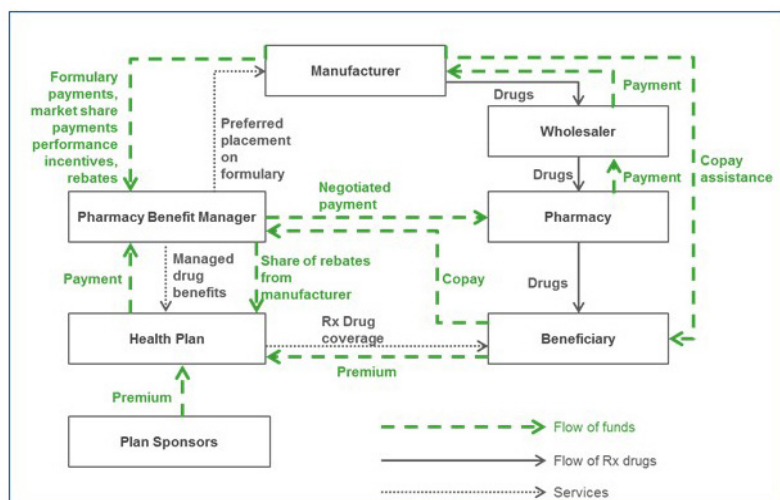 Manufacturer
Formulary
payments,
market share
payments
performance
incentives,
rebates
Preferred
placement
on
formulary
Drugs
Payment
Wholesaler
Copay
assistance
Drugs
Payment
Negotiated
payment
Pharmacy Benefit Manager
Pharmacy
Payment
Managed
drug
benefits
Share of rebates
from
manufacturer
Copay
Drugs
Health Plan
Rx Drug
coverage
Beneficiary
Premium
Premium
Plan Sponsors
Flow of funds
Flow of Rx drugs
Services